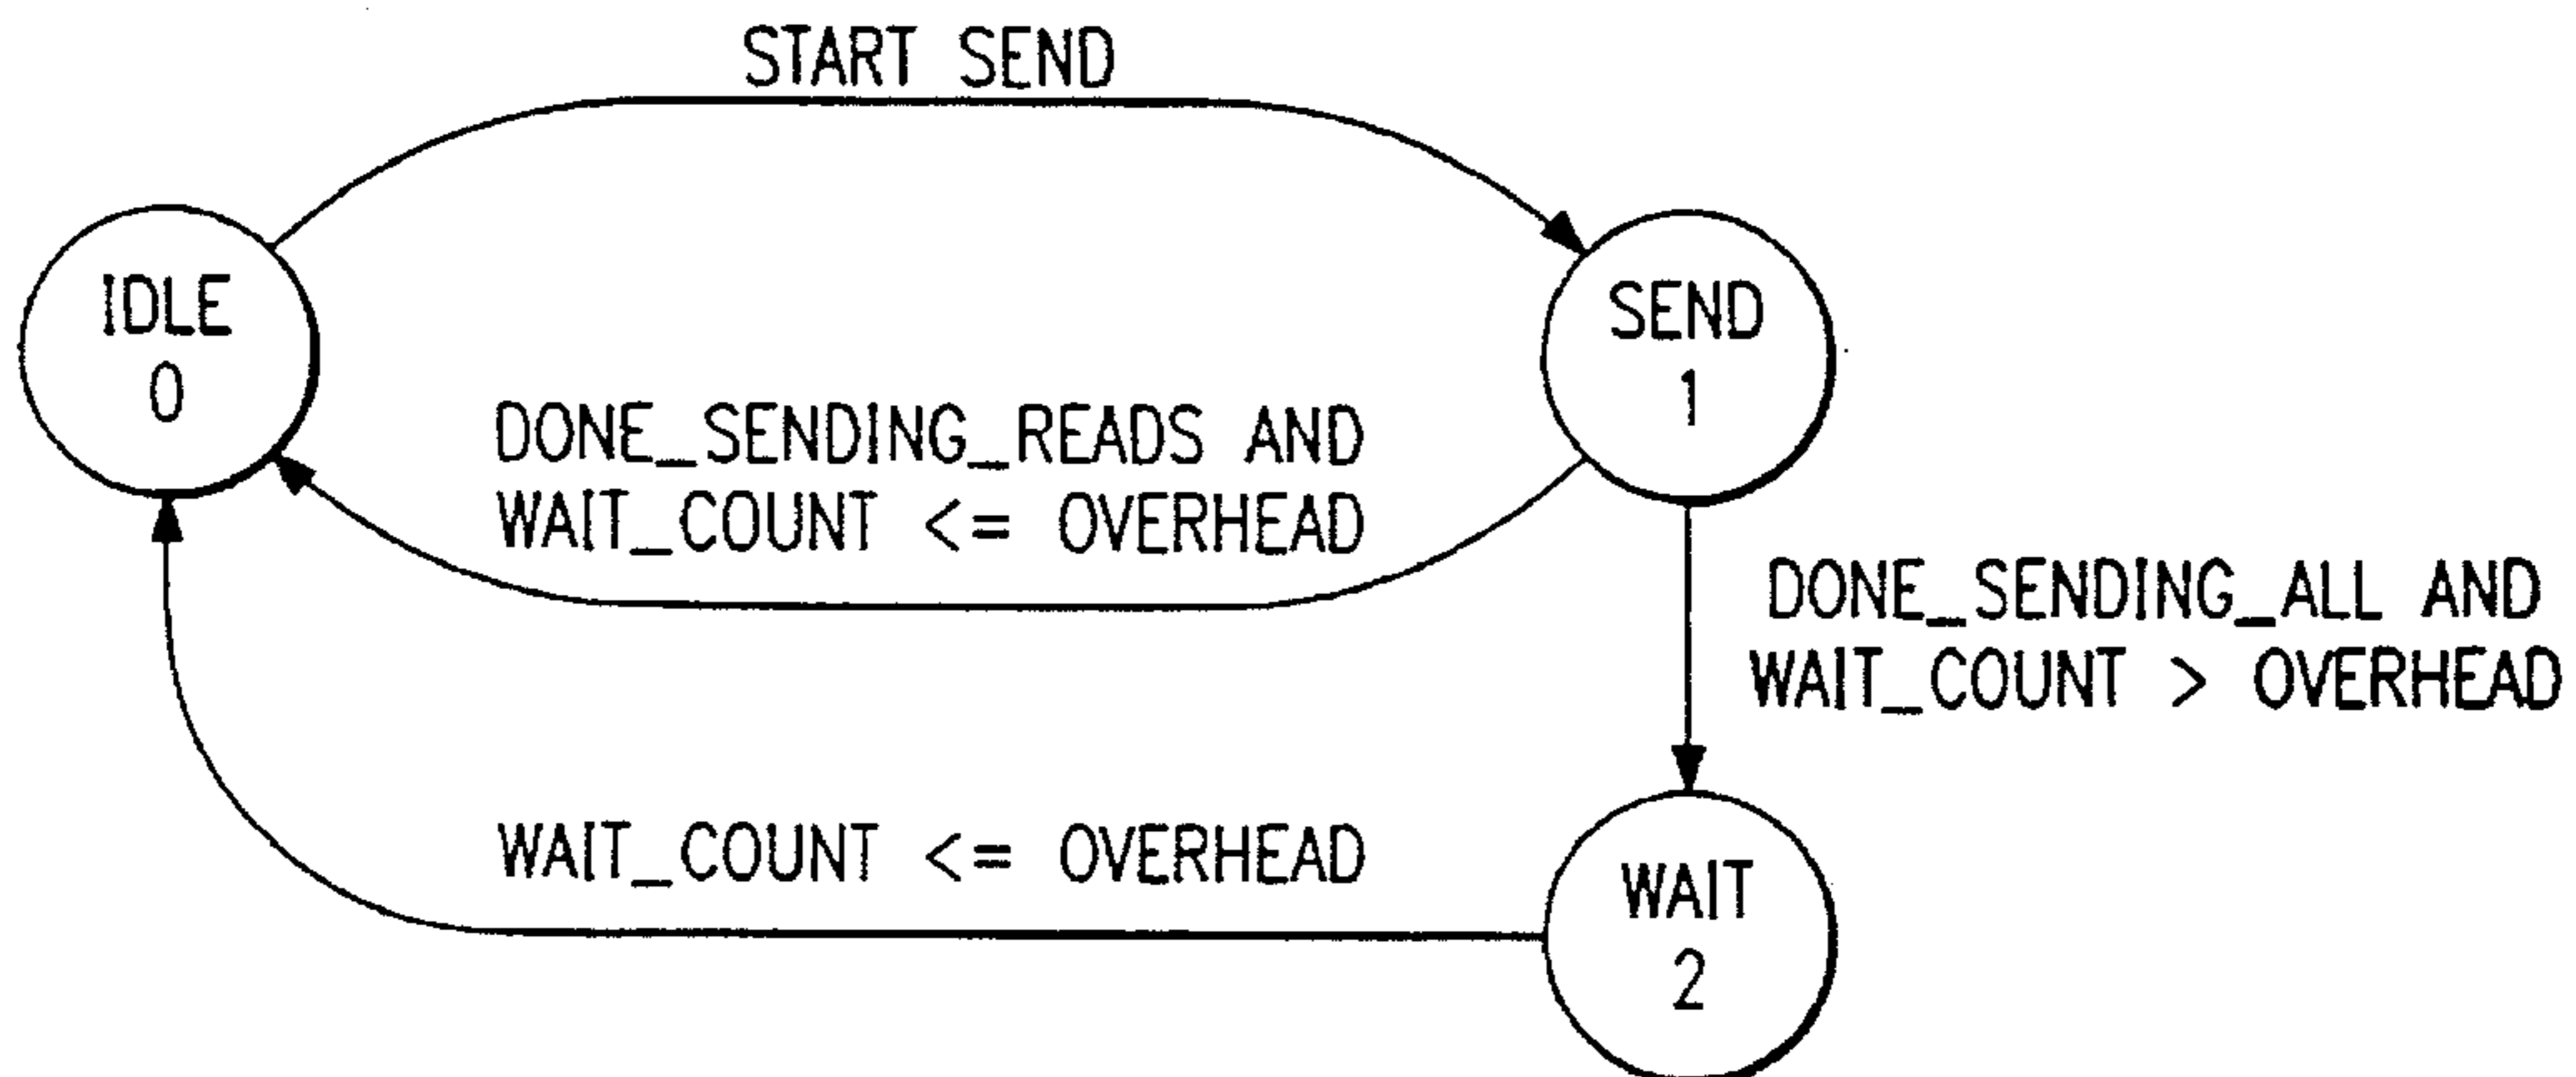 START SEND
IDLE
0
SEND
1
DONE_SENDING_READS AND
WAIT_COUNT <= OVERHEAD
DONE_SENDING_ALL AND
WAIT_COUNT > OVERHEAD
WAIT_COUNT <= OVERHEAD
WAIT
2